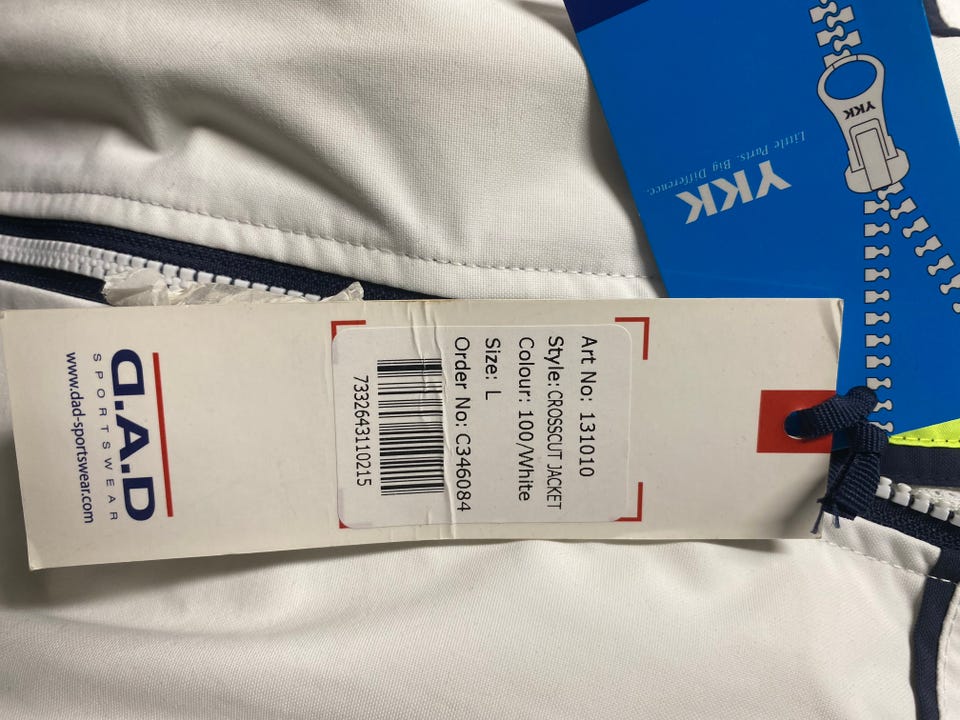 Art No: 131010
Style: CROSSCUT JACKET
Colour: 100/White
Size: L
Order No: C346084
7332643110215
D.A.D
SPORTSWEAR
www.dad-sportswear.com
YKK
Little Parts. Big Difference.
YKK